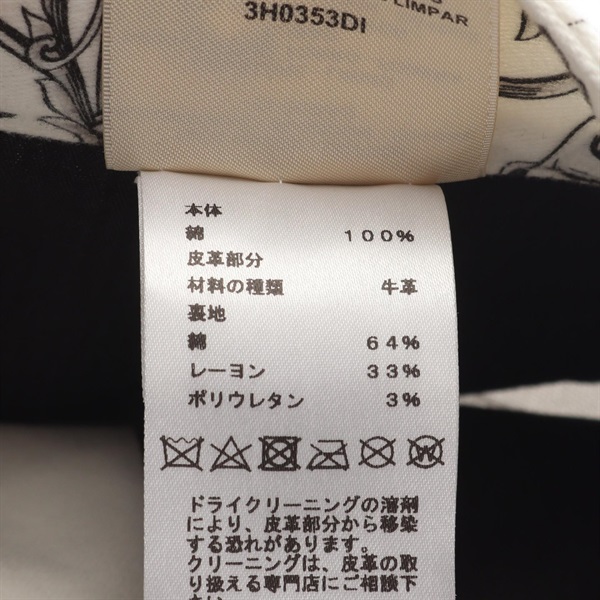 LIMPAR
3H0353DI
本体
綿 100%
皮革部分
材料の種類 牛革
裏地
綿 64%
レーヨン 33%
ポリウレタン 3%
W
ドライクリーニングの溶剤
により、皮革部分から移染
する恐れがあります。
クリーニングは、皮革の取
り扱える専門店にご相談下